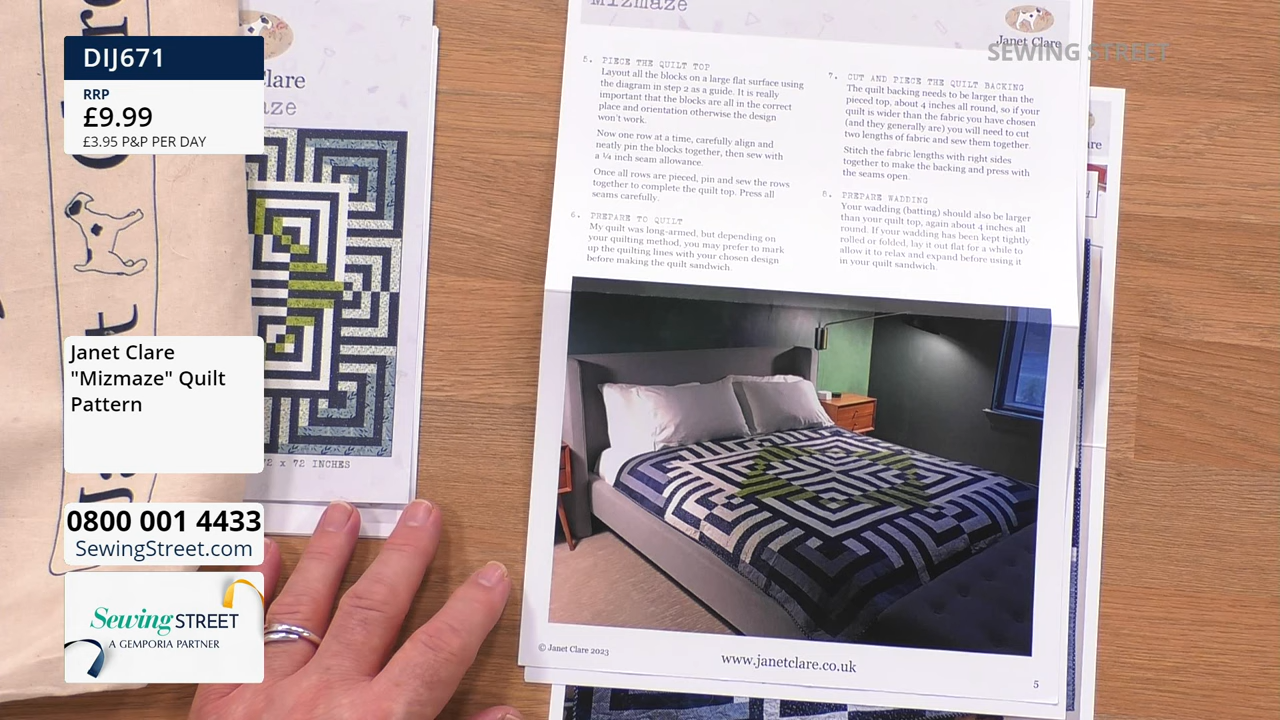 DIJ671
RRP
£9.99
£3.95 P&P PER DAY
Janet Clare
"Mizmaze" Quilt
Pattern
0800 001 4433
SewingStreet.com
Sewing STREET
A GEMPORIA PARTNER
x 72 INCHES
Mizmaze
Janet Clare
SEWING STREET
5. PIECE THE QUILT TOP
Layout all the blocks on a large flat surface using
the diagram in step 2 as a guide. It is really
important that the blocks are all in the correct
place and orientation otherwise the design
won't work.
Now one row at a time, carefully align and
neatly pin the blocks together, then sew with
a ¼ inch seam allowance.
Once all rows are pieced, pin and sew the rows
together to complete the quilt top. Press all
seams carefully.
6. PREPARE TO QUILT
My quilt was long-armed, but depending on
your quilting method, you may prefer to mark
up the quilting lines with your chosen design
before making the quilt sandwich.
7. CUT AND PIECE THE QUILT BACKING
The quilt backing needs to be larger than the
pieced top, about 4 inches all round, so if your
quilt is wider than the fabric you have chosen
(and they generally are) you will need to cut
two lengths of fabric and sew them together.
Stitch the fabric lengths with right sides
together to make the backing and press with
the seams open.
8. PREPARE WADDING
Your wadding (batting) should also be larger
than your quilt top, again about 4 inches all
round. If your wadding has been kept tightly
rolled or folded, lay it out flat for a while to
allow it to relax and expand before using it
in your quilt sandwich.
© Janet Clare 2023
www.janetclare.co.uk
5